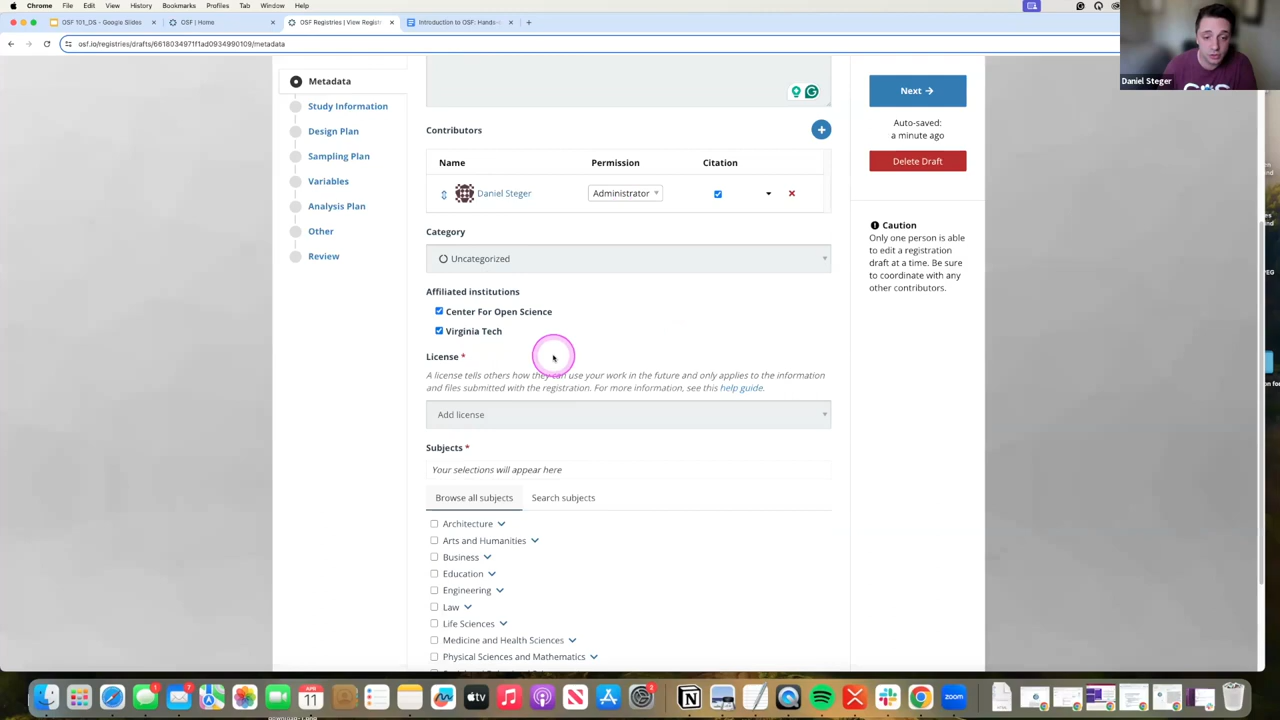 Chrome File Edit View History Bookmarks Profiles Tab Window Help
OSF 101_OS - Google Slides
OSF | Home
OSF Registries | View Regist
Introduction to OSF: Hands-
osf.io/registries/drafts/6618034971f1ad0934990109/metadata
Daniel Steger
Metadata
Study Information
Design Plan
Sampling Plan
Variables
Analysis Plan
Other
Review
Contributors
Name Permission Citation
Daniel Steger Administrator
Category
Uncategorized
Affiliated institutions
Center For Open Science
Virginia Tech
License *
A license tells others how they can use your work in the future and only applies to the information
and files submitted with the registration. For more information, see this help guide.
Add license
Subjects *
Your selections will appear here
Browse all subjects Search subjects
Architecture
Arts and Humanities
Business
Education
Engineering
Law
Life Sciences
Medicine and Health Sciences
Physical Sciences and Mathematics
Next
Auto-saved:
a minute ago
Delete Draft
Caution
Only one person is able
to edit a registration
draft at a time. Be sure
to coordinate with any
other contributors.
APR
11
tv
zoom